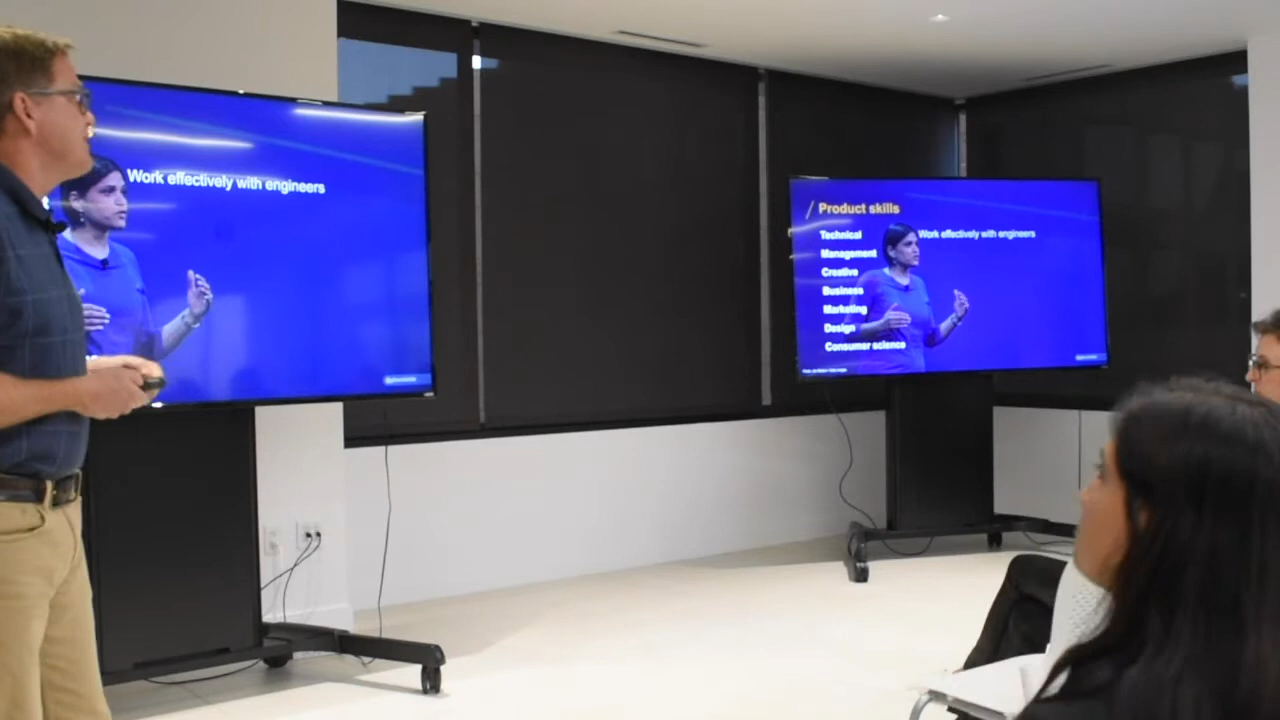 Work effectively with engineers
/ Product skills
Technical
Work effectively with engineers
Management
Creative
Business
Marketing
Design
Consumer science